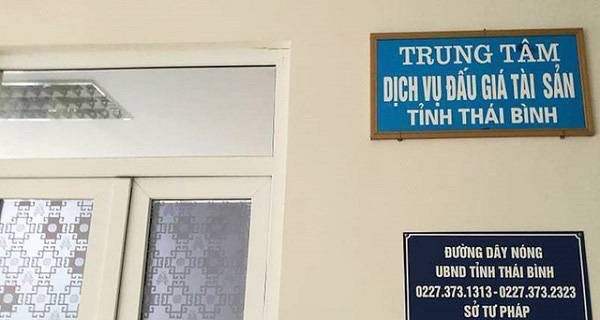 TRUNG TÂM
DỊCH VỤ ĐẤU GIÁ TÀI SẢN
TỈNH THÁI BÌNH
ĐƯỜNG DÂY NÓNG
UBND TỈNH THÁI BÌNH
0227.373.1313 - 0227.373.2323
SỞ TƯ PHÁP